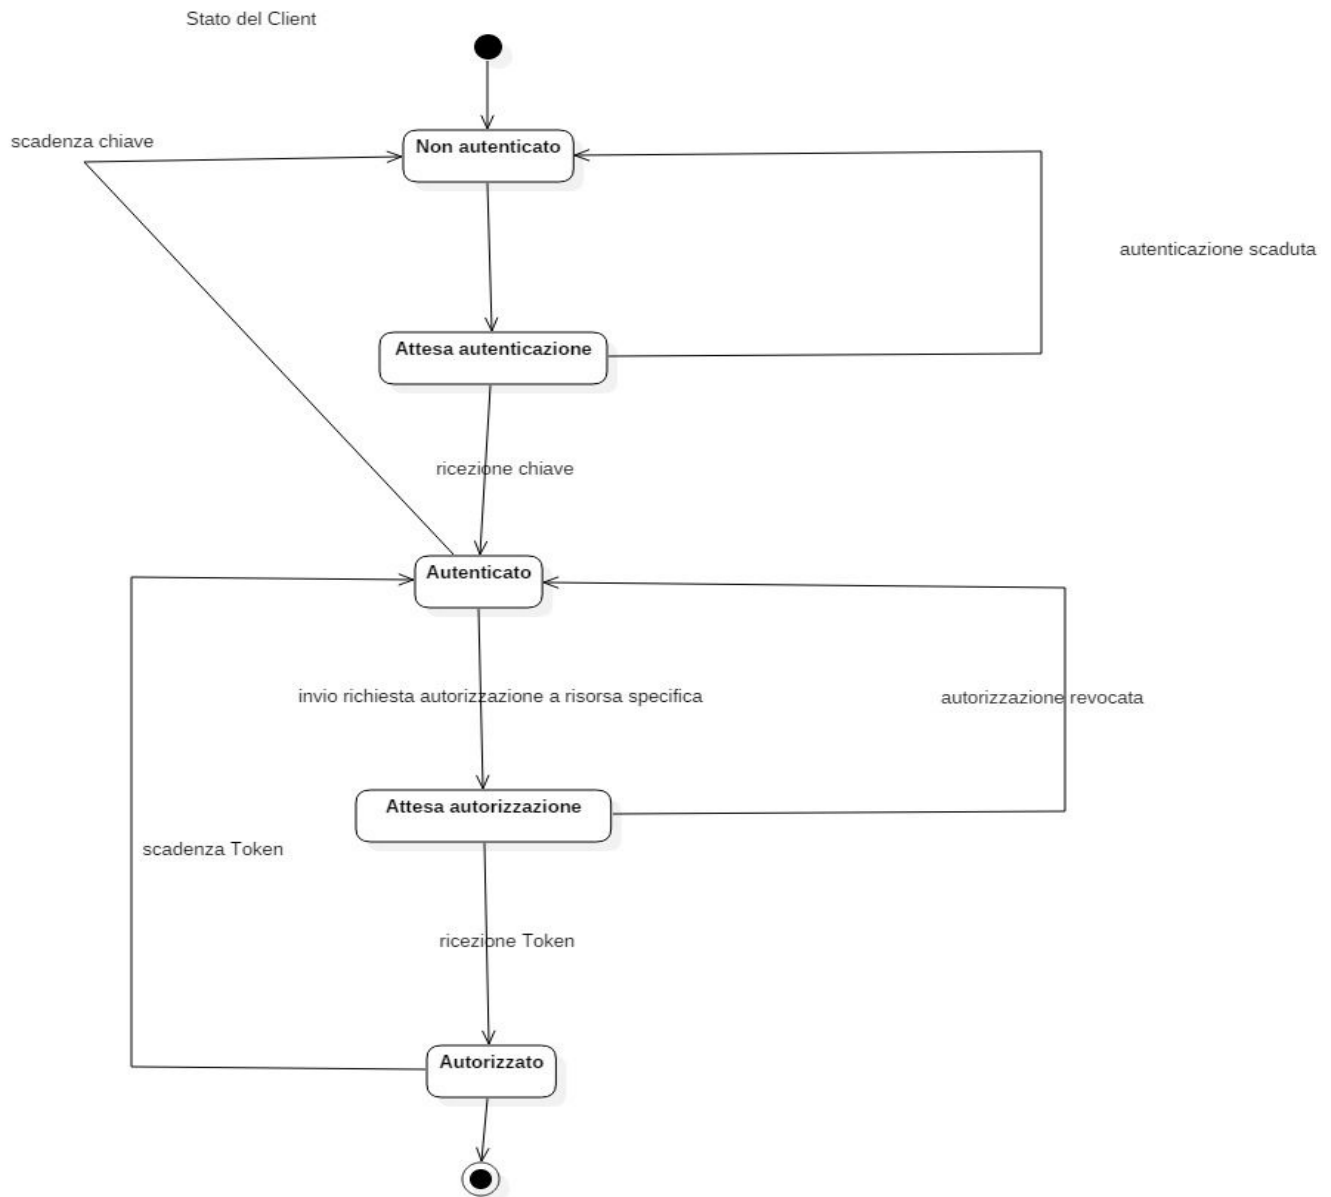 Stato del Client
scadenza chiave
Non autenticato
autenticazione scaduta
Attesa autenticazione
ricezione chiave
Autenticato
invio richiesta autorizzazione a risorsa specifica
autorizzazione revocata
Attesa autorizzazione
scadenza Token
ricezione Token
Autorizzato